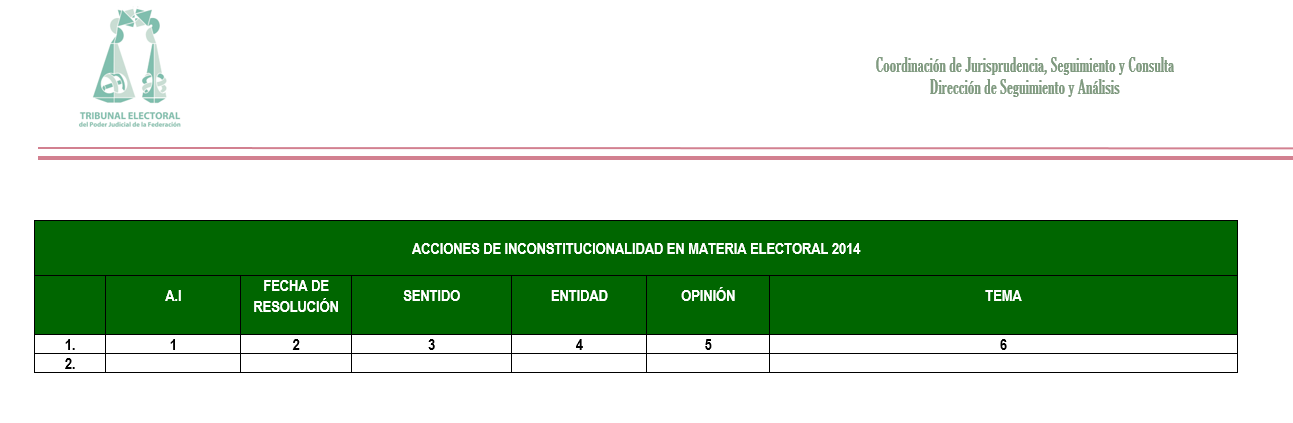 TRIBUNAL ELECTORAL
del Poder Judicial de la Federación
Coordinación de Jurisprudencia, Seguimiento y Consulta
Dirección de Seguimiento y Análisis
ACCIONES DE INCONSTITUCIONALIDAD EN MATERIA ELECTORAL 2014
A.I FECHA DE RESOLUCIÓN SENTIDO ENTIDAD OPINIÓN TEMA
1. 1 2 3 4 5 6
2.